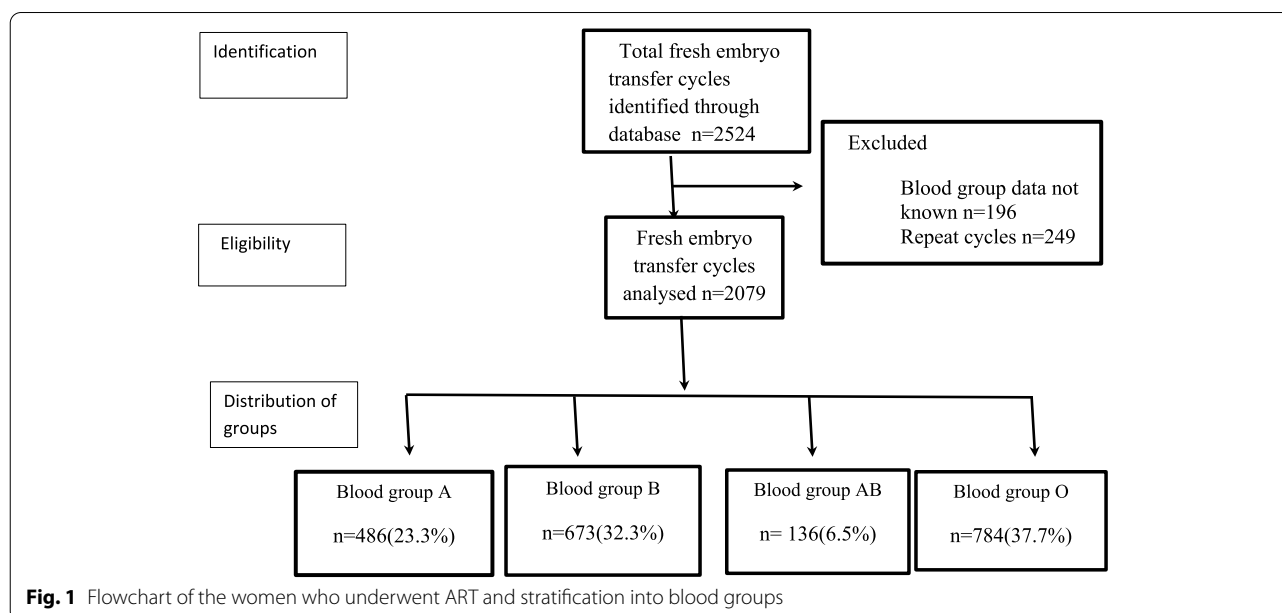 Identification
Total fresh embryo
transfer cycles
identified through
database n=2524
Excluded
Blood group data not
known n=196
Repeat cycles n=249
Eligibility
Fresh embryo
transfer cycles
analysed n=2079
Distribution of
groups
Blood group A
n=486(23.3%)
Blood group B
n=673(32.3%)
Blood group AB
n= 136(6.5%)
Blood group O
n=784(37.7%)
Fig. 1 Flowchart of the women who underwent ART and stratification into blood groups